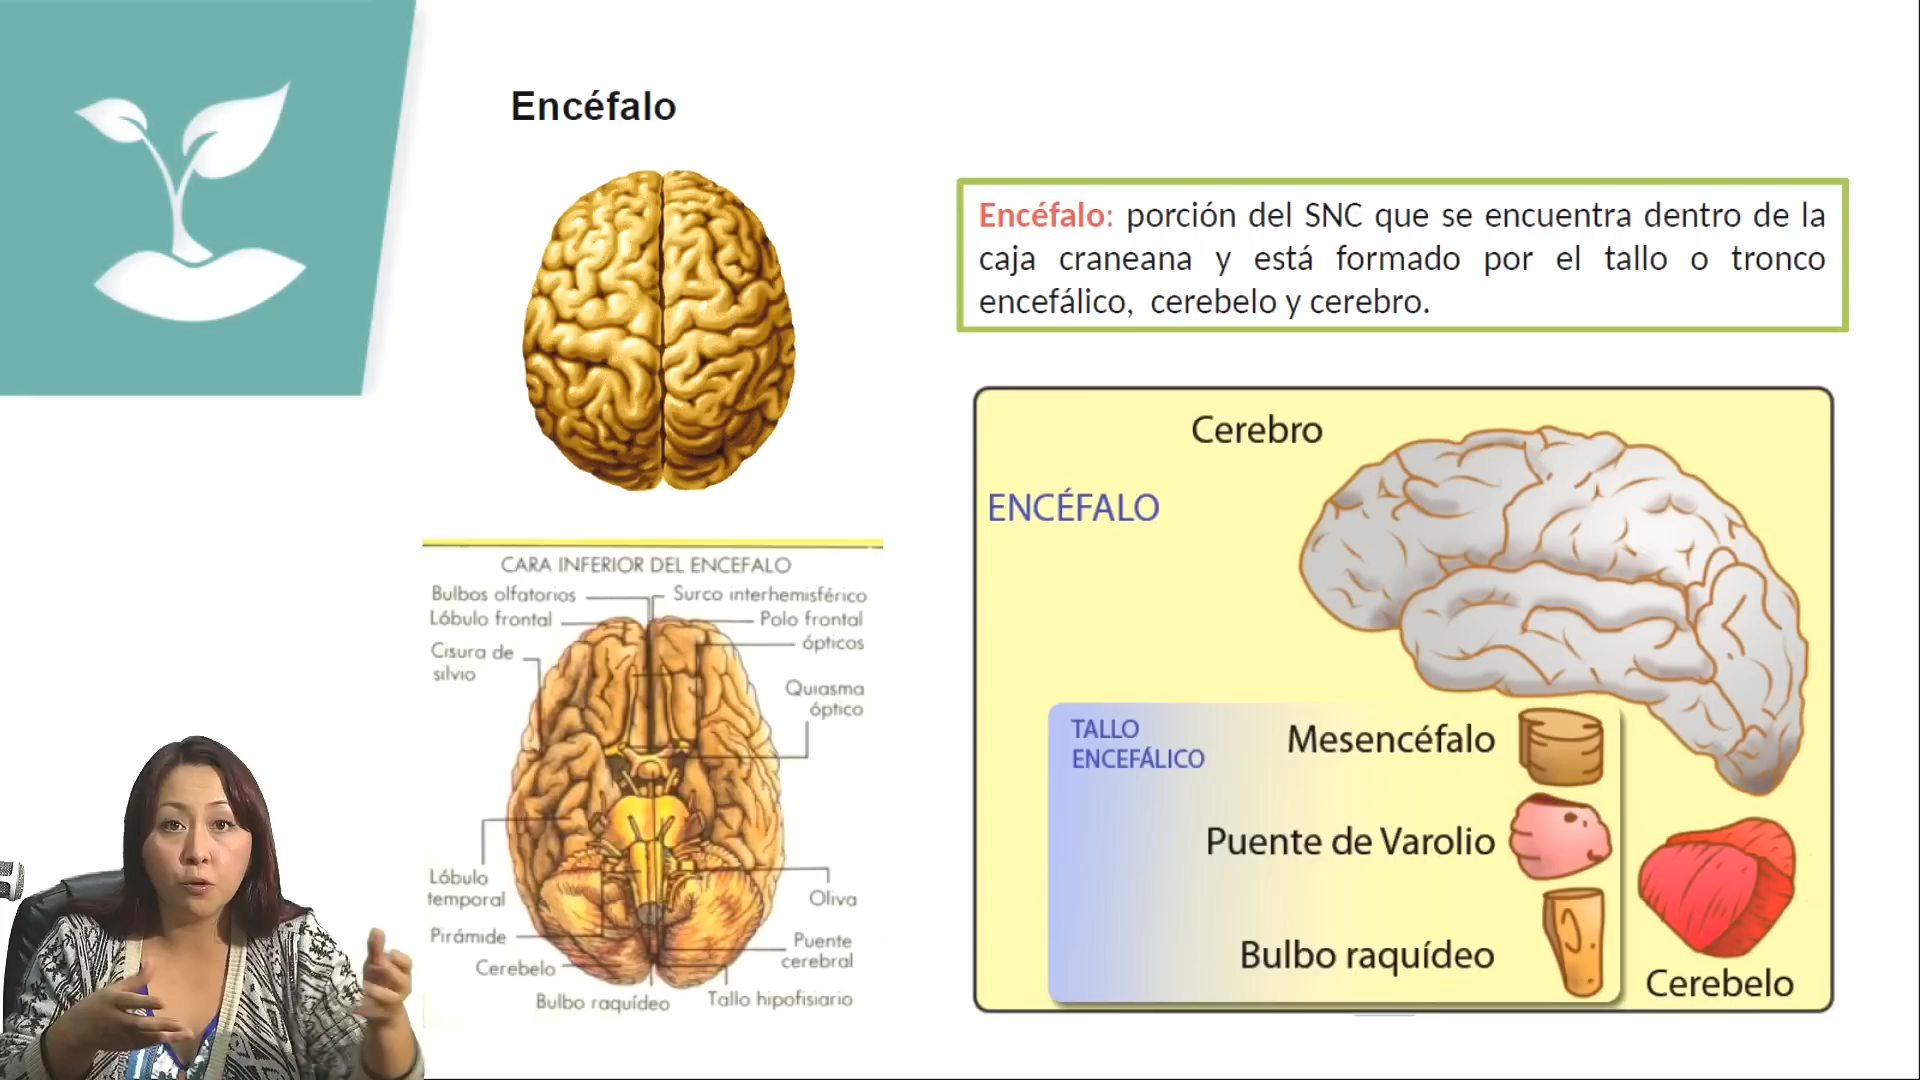 Encéfalo
Encéfalo: porción del SNC que se encuentra dentro de la
caja craneana y está formado por el tallo o tronco
encefálico, cerebelo y cerebro.
CARA INFERIOR DEL ENCEFALO
Bulbos olfatorios
Lóbulo frontal
Cisura de
silvio
Lóbulo
temporal
Pirámide
Cerebelo
Bulbo raquídeo
Surco interhemisférico
Polo frontal
ópticos
Quiasma
óptico
Oliva
Puente
cerebral
Tallo hipofisiario
Cerebro
ENCÉFALO
TALLO
ENCEFÁLICO
Mesencéfalo
Puente de Varolio
Bulbo raquídeo
Cerebelo